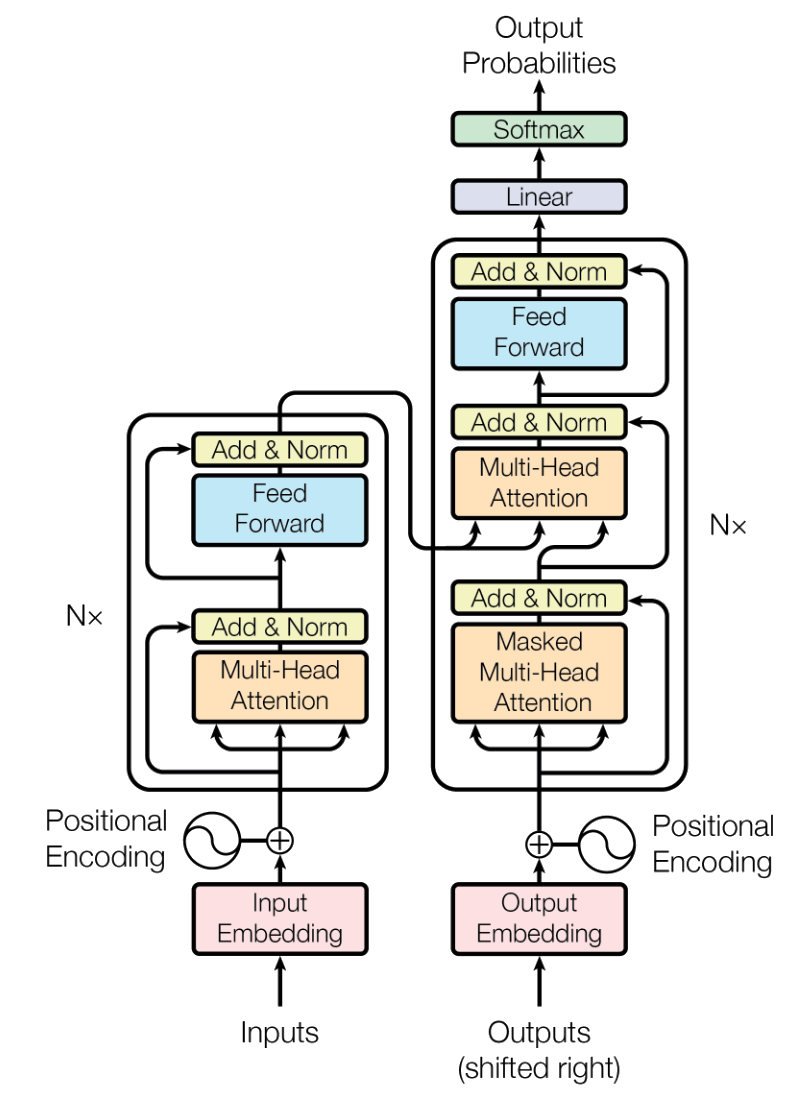 Output
Probabilities
Softmax
Linear
Add & Norm
Feed
Forward
Add & Norm
Multi-Head
Attention
Add & Norm
Masked
Multi-Head
Attention
N×
Add & Norm
Feed
Forward
Add & Norm
Multi-Head
Attention
N×
Positional
Encoding
Positional
Encoding
Input
Embedding
Output
Embedding
Inputs
Outputs
(shifted right)